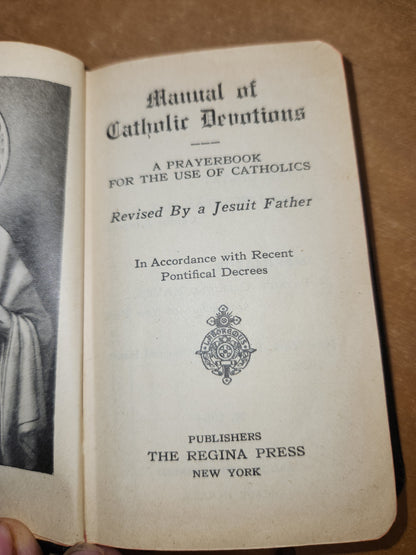 Manual of
Catholic Devotions
A PRAYERBOOK
FOR THE USE OF CATHOLICS
Revised By a Jesuit Father
In Accordance with Recent
Pontifical Decrees
LABOREMUS
PUBLISHERS
THE REGINA PRESS
NEW YORK